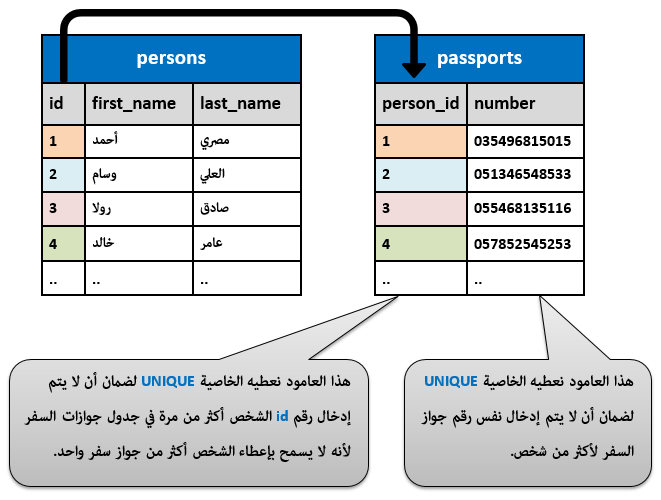 persons
id first_name last_name
1 أحمد مصري
2 وسام العلي
3 رولا صادق
4 خالد عامر
.. .. ..
passports
person_id number
1 035496815015
2 051346548533
3 055468135116
4 057852545253
.. ..
هذا العامود نعطيه الخاصية UNIQUE لضمان أن لا يتم
إدخال رقم id الشخص أكثر من مرة في جدول جوازات السفر
لأنه لا يسمح بإعطاء الشخص أكثر من جواز سفر واحد.
هذا العامود نعطيه الخاصية UNIQUE
لضمان أن لا يتم إدخال نفس رقم جواز
السفر لأكثر من شخص.